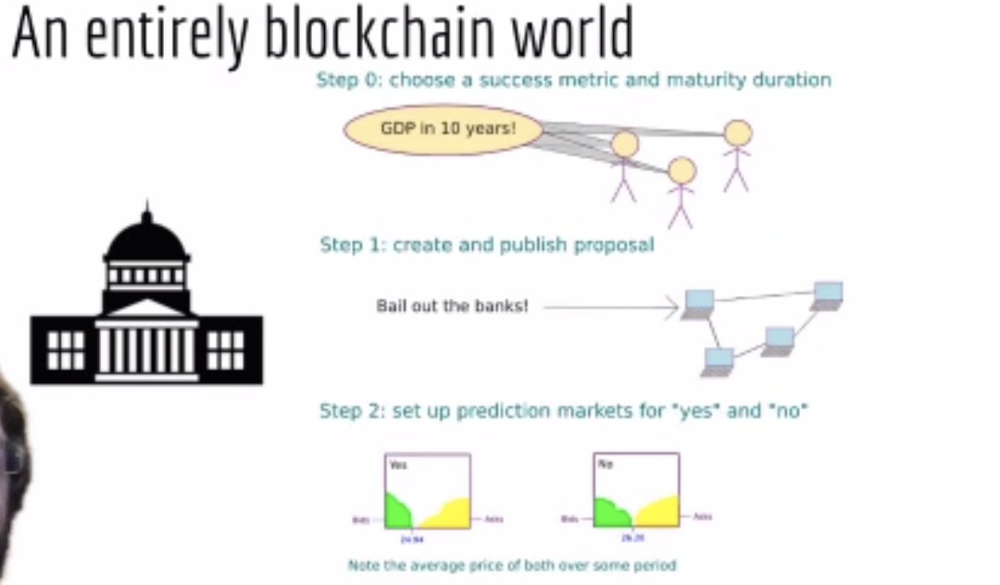 An entirely blockchain world
Step 0: choose a success metric and maturity duration
GDP in 10 years!
Step 1: create and publish proposal
Bail out the banks!
Step 2: set up prediction markets for "yes" and "no"
Yes
No
Bids
Asks
Bids
Asks
24.94
26.20
Note the average price of both over some period